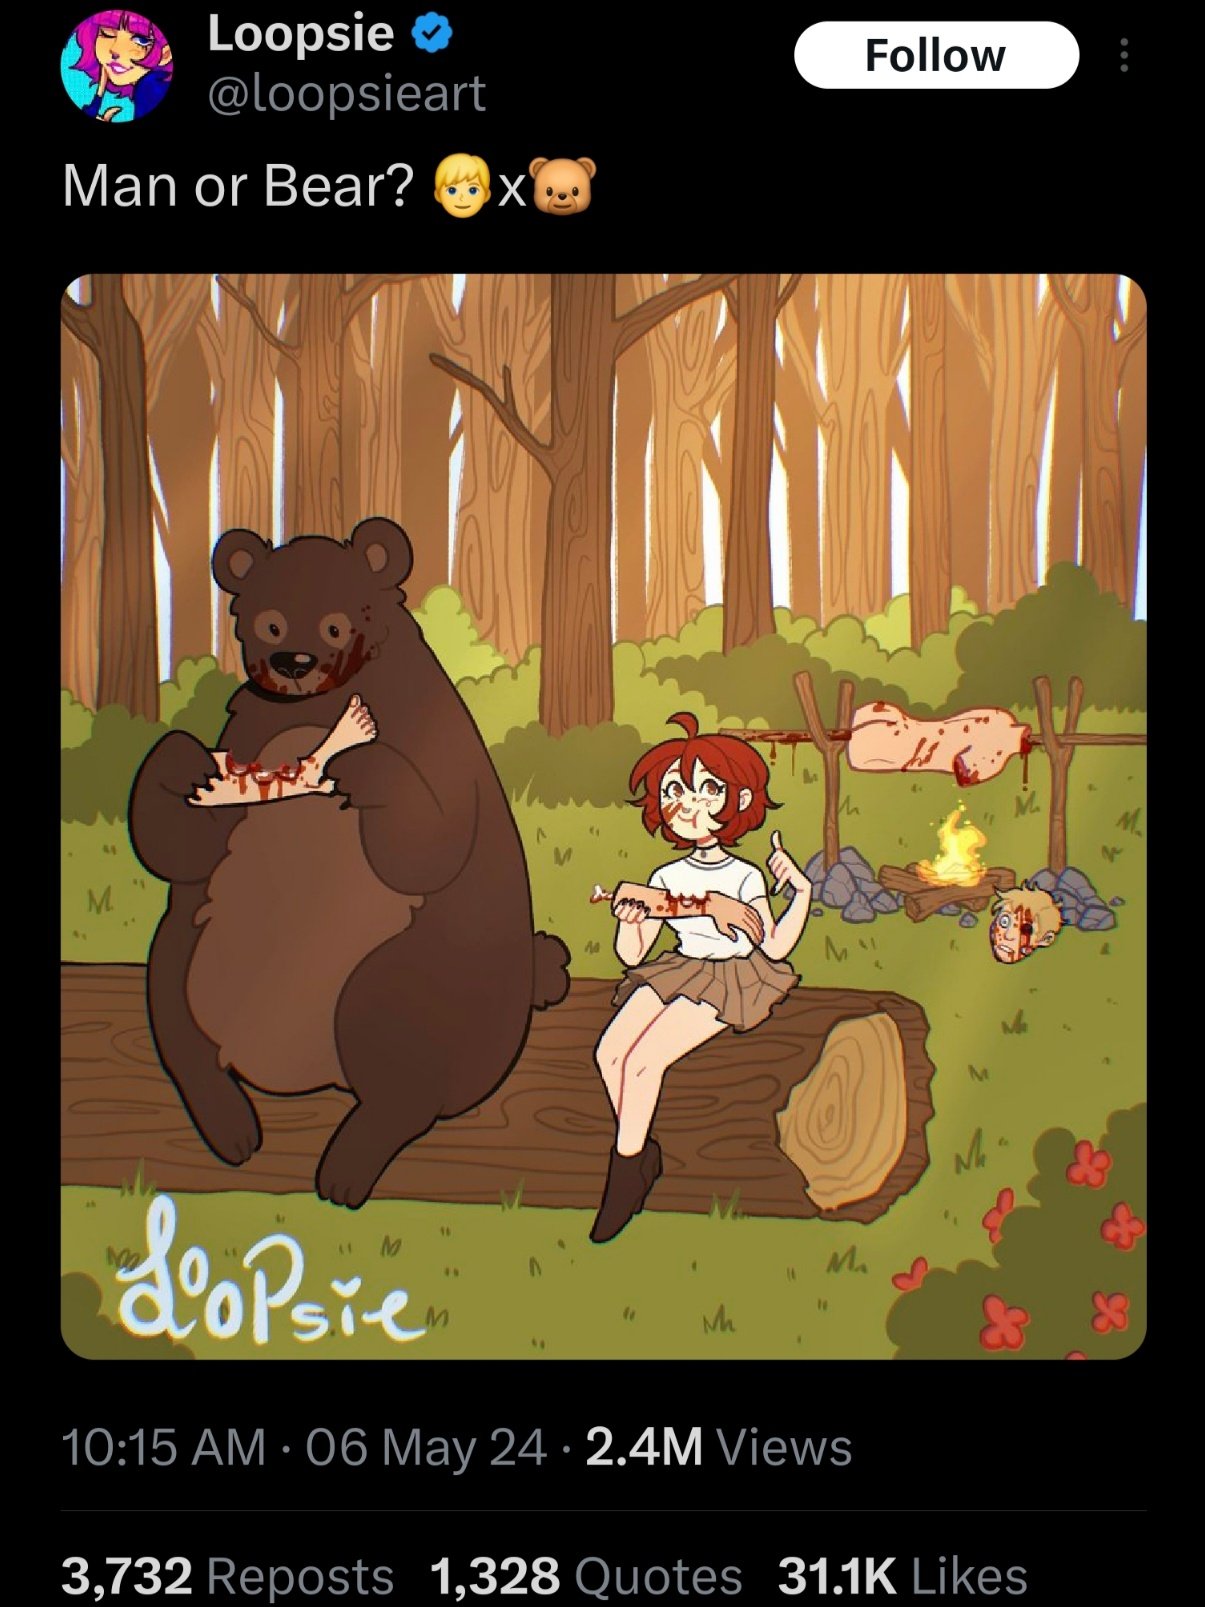 Loopsie
@loopsieart
Follow
Man or Bear? 👱x🐻
LooPsie
10:15 AM · 06 May 24 · 2.4M Views
3,732 Reposts 1,328 Quotes 31.1K Likes